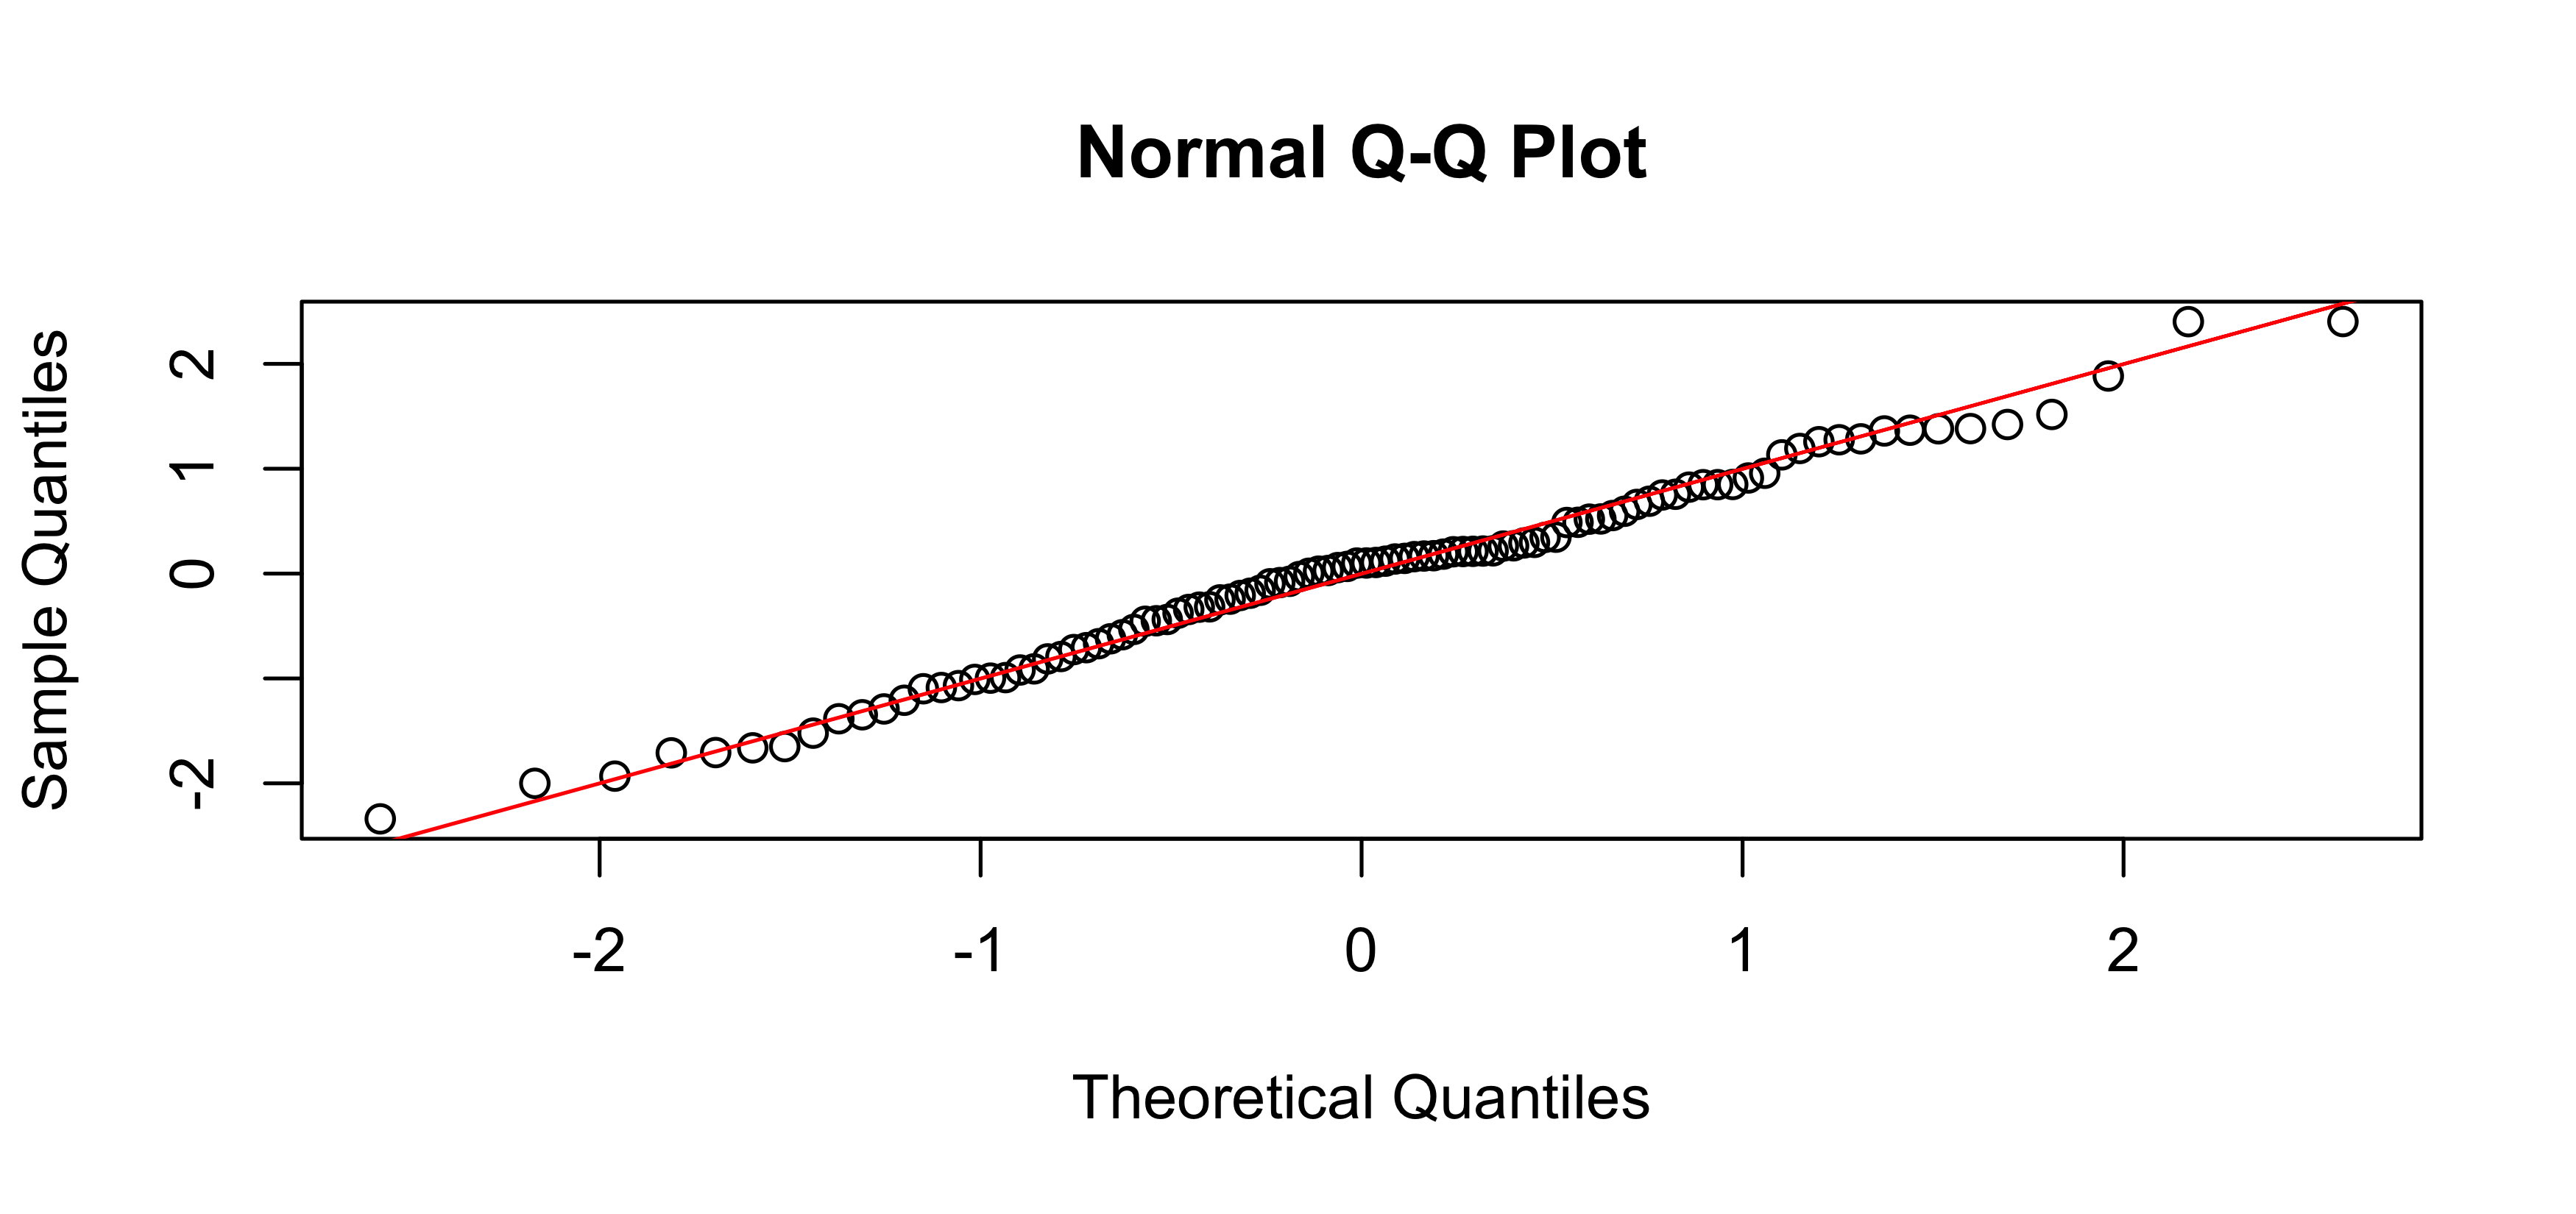 Normal Q-Q Plot
Sample Quantiles
2
1
0
-2
-2 -1 0 1 2
Theoretical Quantiles